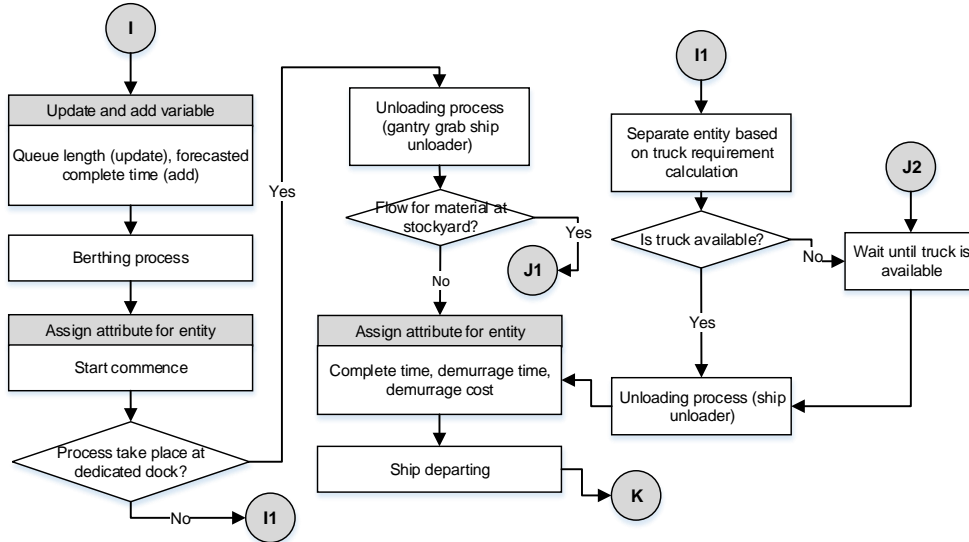 I
Update and add variable
Queue length (update), forecasted
complete time (add)
Berthing process
Assign attribute for entity
Start commence
Process take place at
dedicated dock?
No
I1
Yes
Unloading process
(gantry grab ship
unloader)
Flow for material at
stockyard?
Yes
J1
No
Assign attribute for entity
Complete time, demurrage time,
demurrage cost
Ship departing
K
I1
Separate entity based
on truck requirement
calculation
Is truck available?
No
Yes
J2
Wait until truck is
available
Unloading process (ship
unloader)